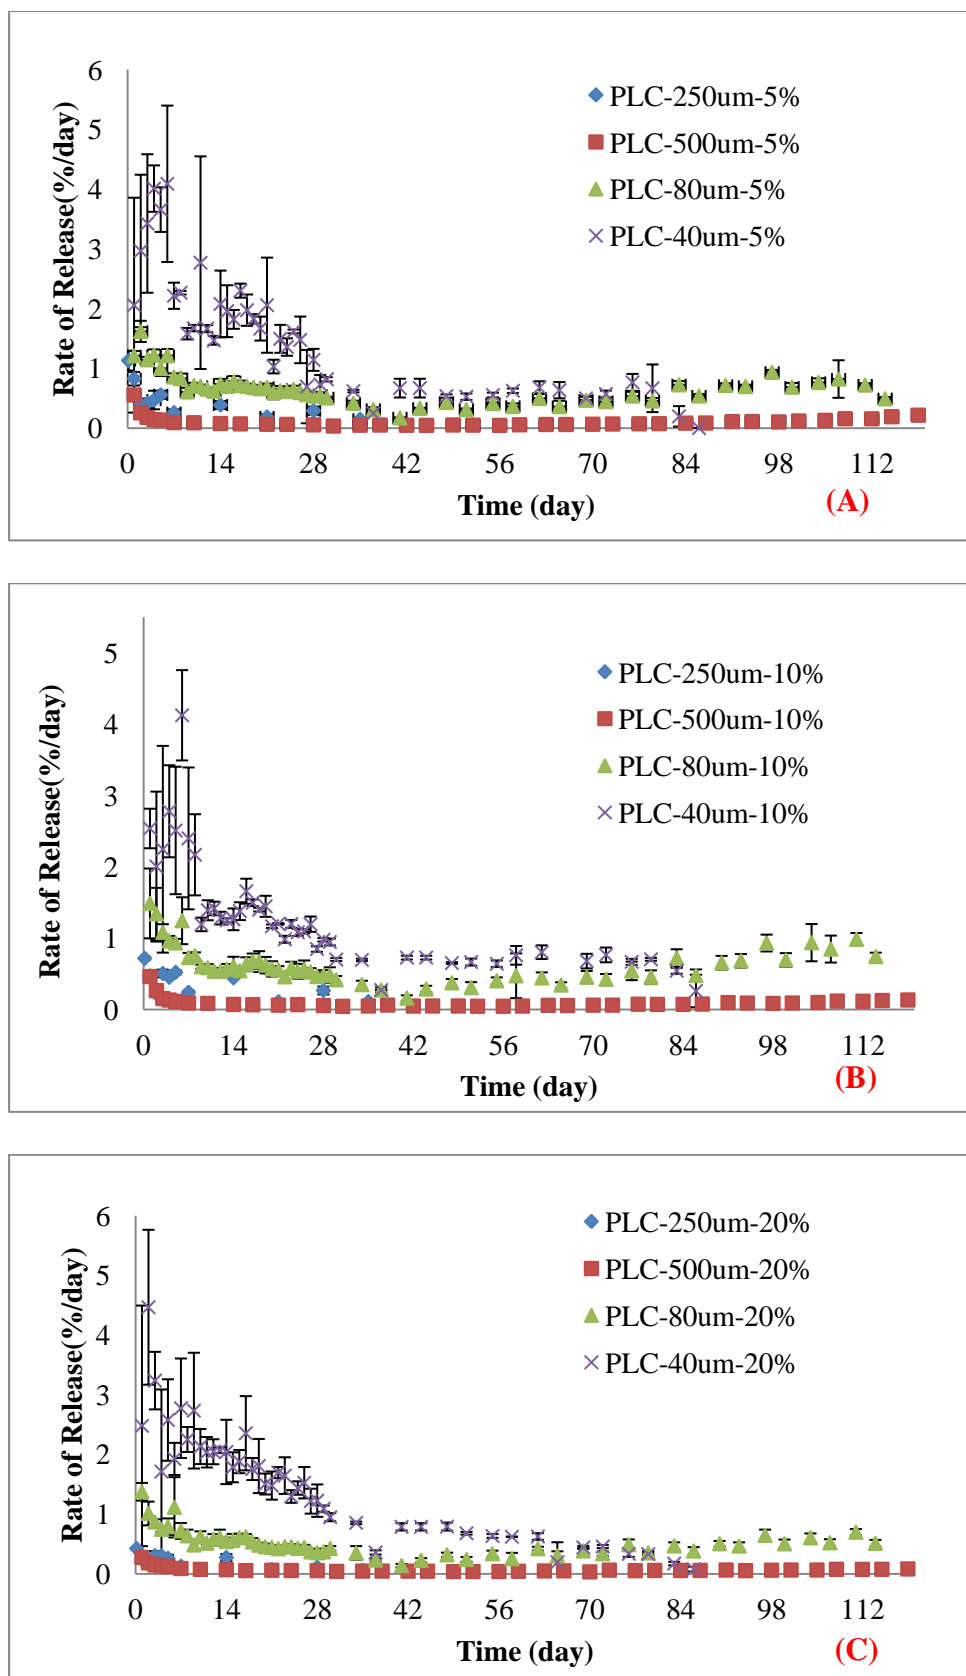 6
5
4
3
2
1
0
Rate of Release(%/day)
PLC-250um-5%
PLC-500um-5%
PLC-80um-5%
PLC-40um-5%
0 14 28 42 56 70 84 98 112
Time (day)
(A)
5
4
3
2
1
0
Rate of Release(%/day)
PLC-250um-10%
PLC-500um-10%
PLC-80um-10%
PLC-40um-10%
0 14 28 42 56 70 84 98 112
Time (day)
(B)
6
5
4
3
2
1
0
Rate of Release(%/day)
PLC-250um-20%
PLC-500um-20%
PLC-80um-20%
PLC-40um-20%
0 14 28 42 56 70 84 98 112
Time (day)
(C)